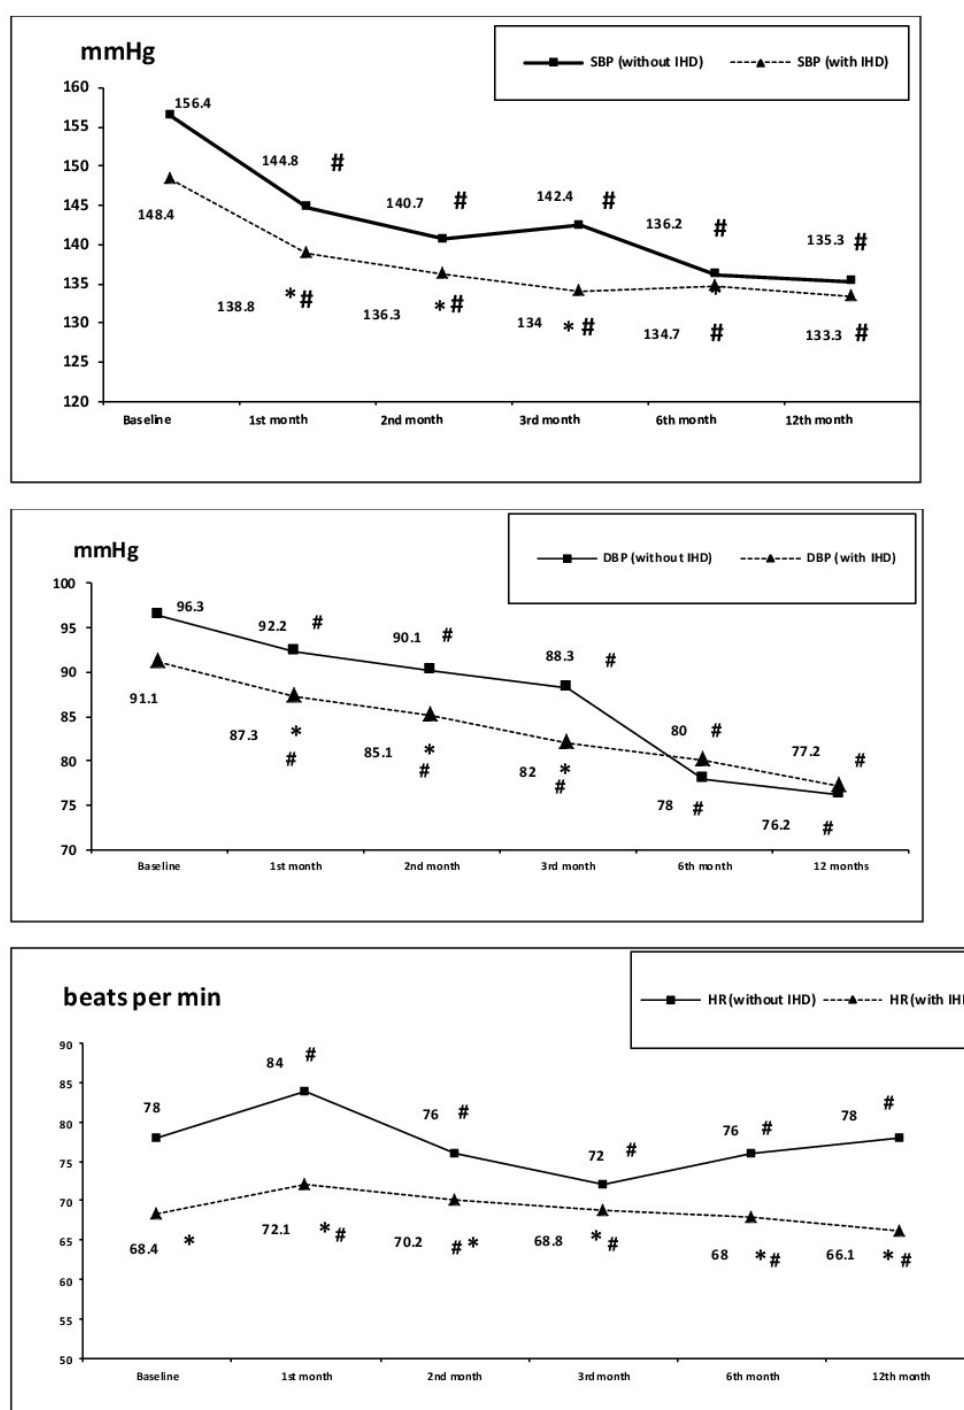 mmHg
SBP (without IHD) SBP (with IHD)
160
155
150
145
140
135
130
125
120
156.4
144.8 #
140.7 #
142.4 #
136.2 #
135.3 #
148.4
138.8 * #
136.3 * #
134 * #
*
134.7 #
133.3 #
Baseline 1st month 2nd month 3rd month 6th month 12th month
mmHg
DBP (without IHD) DBP (with IHD)
100
95
90
85
80
75
70
96.3
92.2 #
90.1 #
88.3 #
80 #
77.2 #
91.1
87.3 * #
85.1 * #
82 * #
78 #
76.2 #
Baseline 1st month 2nd month 3rd month 6th month 12 months
beats per min
HR (without IHD) HR (with IH
90
85
80
75
70
65
60
55
50
78
84 #
76 #
72 #
76 #
78 #
68.4 *
72.1 * #
70.2 # *
68.8 * #
68 * #
66.1 * #
Baseline 1st month 2nd month 3rd month 6th month 12th month